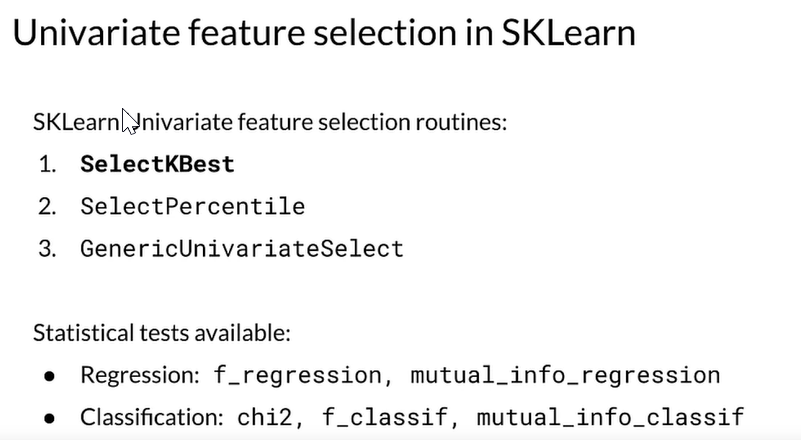 Univariate feature selection in SKLearn
SKLearn Univariate feature selection routines:
1. SelectKBest
2. SelectPercentile
3. GenericUnivariateSelect
Statistical tests available:
● Regression: f_regression, mutual_info_regression
● Classification: chi2, f_classif, mutual_info_classif